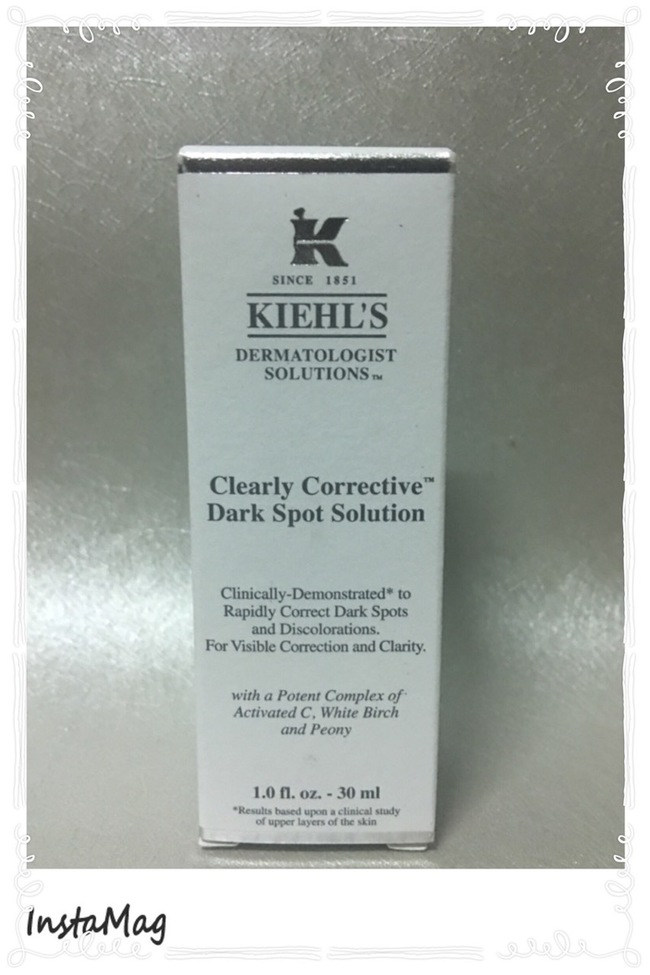 K
SINCE 1851
KIEHL'S
DERMATOLOGIST
SOLUTIONS™
Clearly Corrective™
Dark Spot Solution
Clinically-Demonstrated* to
Rapidly Correct Dark Spots
and Discolorations.
For Visible Correction and Clarity.
with a Potent Complex of
Activated C, White Birch
and Peony
1.0 fl. oz. - 30 ml
*Results based upon a clinical study
of upper layers of the skin
InstaMag